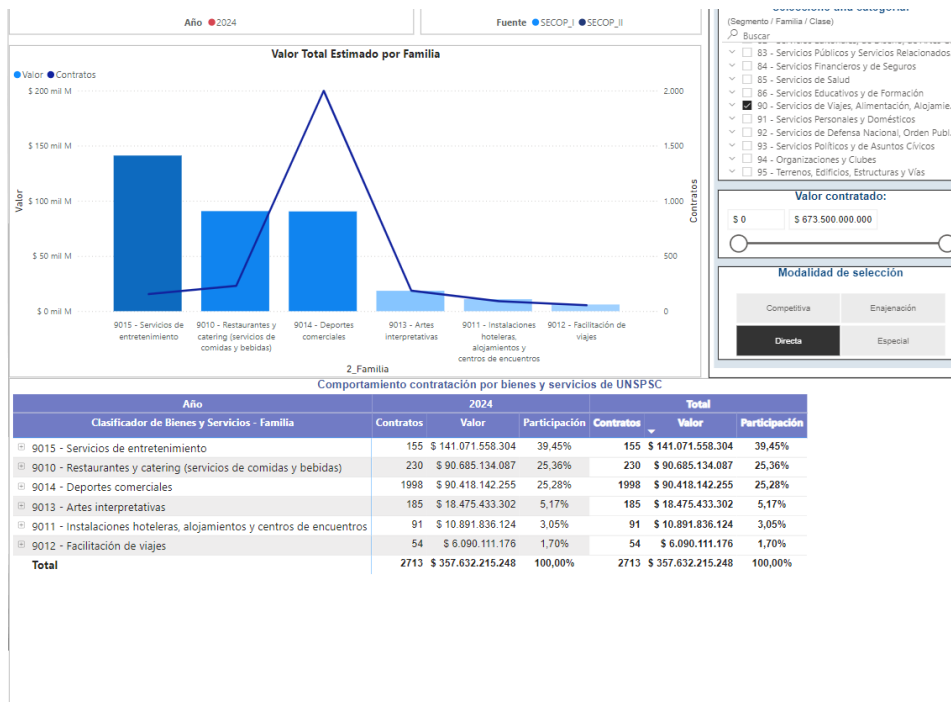 Año 2024
Fuente SECOP_I SECOP_II
Valor Total Estimado por Familia
Valor Contratos
$ 200 mil M
$ 150 mil M
$ 100 mil M
$ 50 mil M
$ 0 mil M
Valor
2.000
1.500
1.000
500
0
Contratos
9015 - Servicios de
entretenimiento
9010 - Restaurantes y
catering (servicios de
comidas y bebidas)
9014 - Deportes
comerciales
9013 - Artes
interpretativas
9011 - Instalaciones
hoteleras,
alojamientos y
centros de encuentros
9012 - Facilitación de
viajes
2_Familia
Seleccione una categoría:
(Segmento / Familia / Clase)
Buscar
83 - Servicios Públicos y Servicios Relacionados
84 - Servicios Financieros y de Seguros
85 - Servicios de Salud
86 - Servicios Educativos y de Formación
90 - Servicios de Viajes, Alimentación, Alojamie..
91 - Servicios Personales y Domésticos
92 - Servicios de Defensa Nacional, Orden Publ..
93 - Servicios Políticos y de Asuntos Cívicos
94 - Organizaciones y Clubes
95 - Terrenos, Edificios, Estructuras y Vías
Valor contratado:
$ 0 $ 673.500.000.000
Modalidad de selección
Competitiva Enajenación
Directa Especial
Comportamiento contratación por bienes y servicios de UNSPSC
Año 2024 Total
Clasificador de Bienes y Servicios - Familia Contratos Valor Participación Contratos Valor Participación
9015 - Servicios de entretenimiento 155 $ 141.071.558.304 39,45% 155 $ 141.071.558.304 39,45%
9010 - Restaurantes y catering (servicios de comidas y bebidas) 230 $ 90.685.134.087 25,36% 230 $ 90.685.134.087 25,36%
9014 - Deportes comerciales 1998 $ 90.418.142.255 25,28% 1998 $ 90.418.142.255 25,28%
9013 - Artes interpretativas 185 $ 18.475.433.302 5,17% 185 $ 18.475.433.302 5,17%
9011 - Instalaciones hoteleras, alojamientos y centros de encuentros 91 $ 10.891.836.124 3,05% 91 $ 10.891.836.124 3,05%
9012 - Facilitación de viajes 54 $ 6.090.111.176 1,70% 54 $ 6.090.111.176 1,70%
Total 2713 $ 357.632.215.248 100,00% 2713 $ 357.632.215.248 100,00%